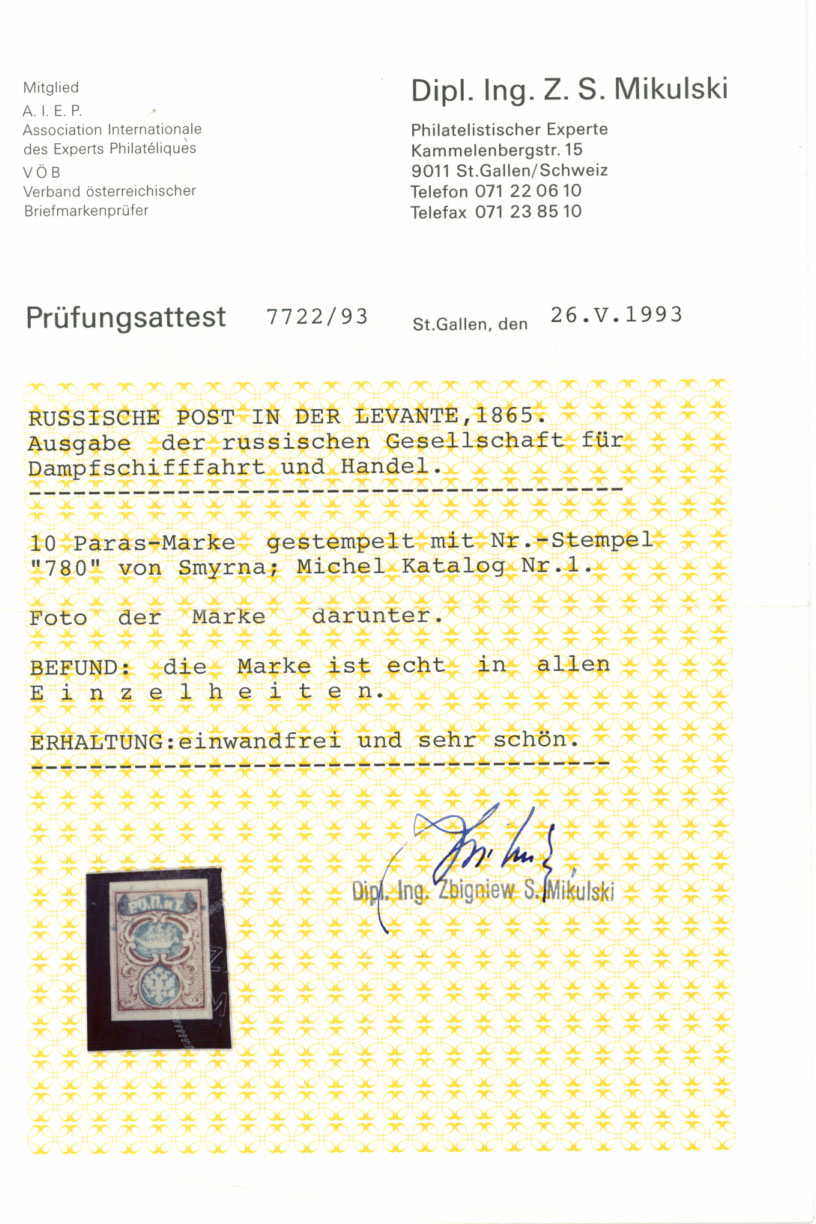 Mitglied
A. I. E. P.
Association Internationale
des Experts Philatéliques
VÖB
Verband österreichischer
Briefmarkenprüfer
Dipl. Ing. Z. S. Mikulski
Philatelistischer Experte
Kammelenbergstr. 15
9011 St.Gallen/Schweiz
Telefon 071 22 06 10
Telefax 071 23 85 10
Prüfungsattest 7722/93 St.Gallen, den 26.V.1993
RUSSISCHE POST IN DER LEVANTE,1865.
Ausgabe der russischen Gesellschaft für
Dampfschifffahrt und Handel.
10 Paras-Marke gestempelt mit Nr.-Stempel
"780" von Smyrna; Michel Katalog Nr.1.
Foto der Marke darunter.
BEFUND: die Marke ist echt in allen
E i n z e l h e i t e n.
ERHALTUNG:einwandfrei und sehr schön.
Dipl. Ing. Zbigniew S. Mikulski
РО.П.иТ.